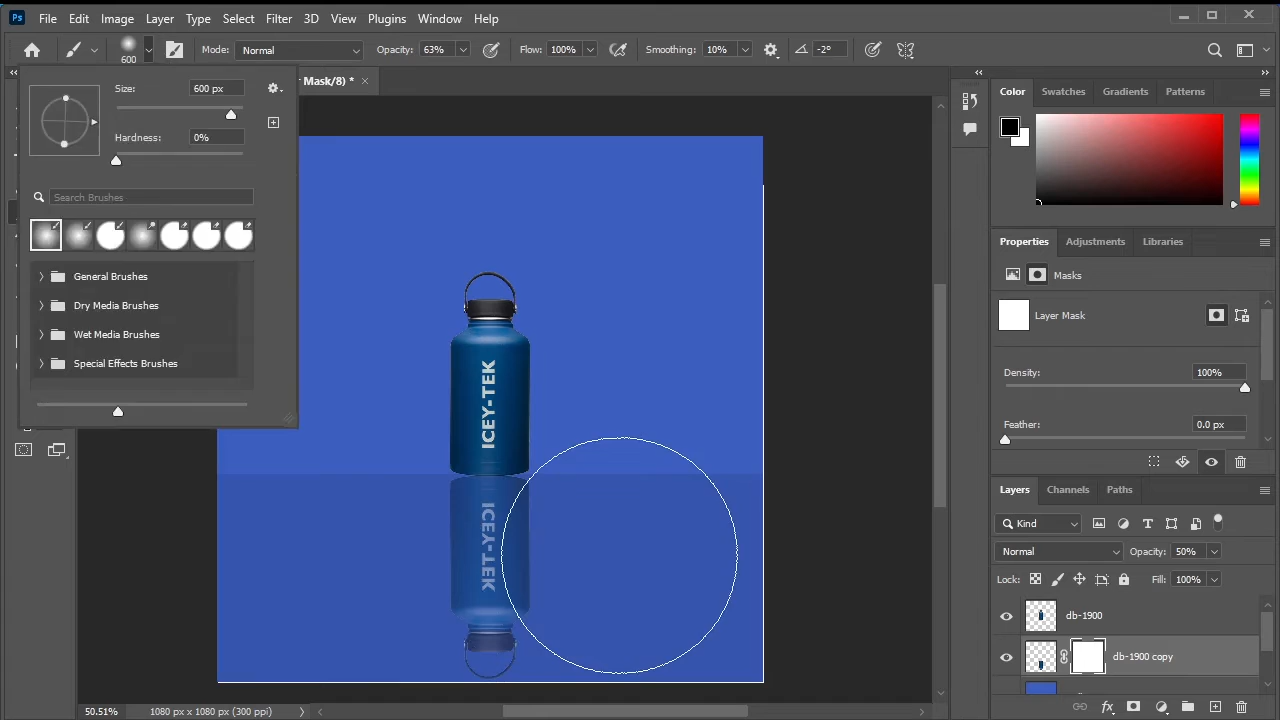 Ps File Edit Image Layer Type Select Filter 3D View Plugins Window Help
600 Mode: Normal Opacity: 63% Flow: 100% Smoothing: 10% -2°
r Mask/8) *
Size: 600 px
Hardness: 0%
Search Brushes
General Brushes
Dry Media Brushes
Wet Media Brushes
Special Effects Brushes
ICEY-TEK
ICEY-TEK
Color Swatches Gradients Patterns
Properties Adjustments Libraries
Masks
Layer Mask
Density: 100%
Feather: 0.0 px
Layers Channels Paths
Kind
Normal Opacity: 50%
Lock: Fill: 100%
db-1900
db-1900 copy
50.51% 1080 px x 1080 px (300 ppi)